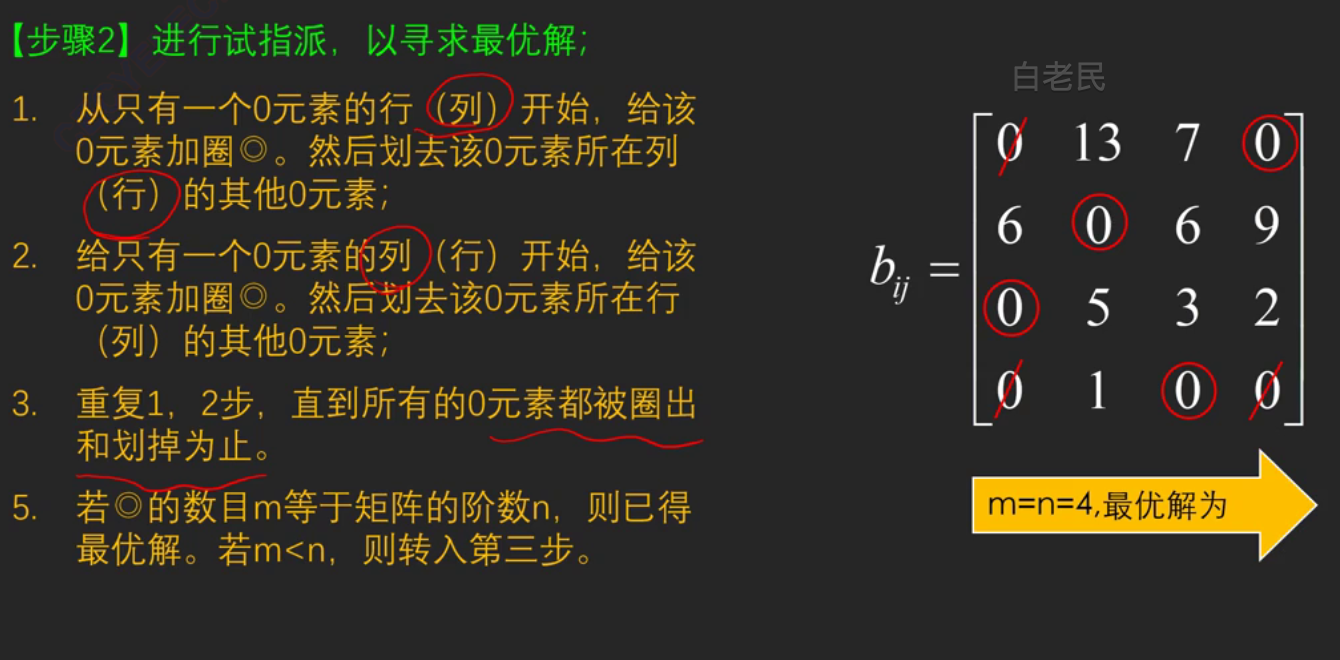 【步骤2】进行试指派，以寻求最优解；
1. 从只有一个0元素的行（列）开始，给该
0元素加圈◎。然后划去该0元素所在列
（行）的其他0元素；
2. 给只有一个0元素的列（行）开始，给该
0元素加圈◎。然后划去该0元素所在行
（列）的其他0元素；
3. 重复1，2步，直到所有的0元素都被圈出
和划掉为止。
5. 若◎的数目m等于矩阵的阶数n，则已得
最优解。若m<n，则转入第三步。
白老民
0 13 7 0
6 0 6 9
bij =
0 5 3 2
0 1 0 0
m=n=4,最优解为